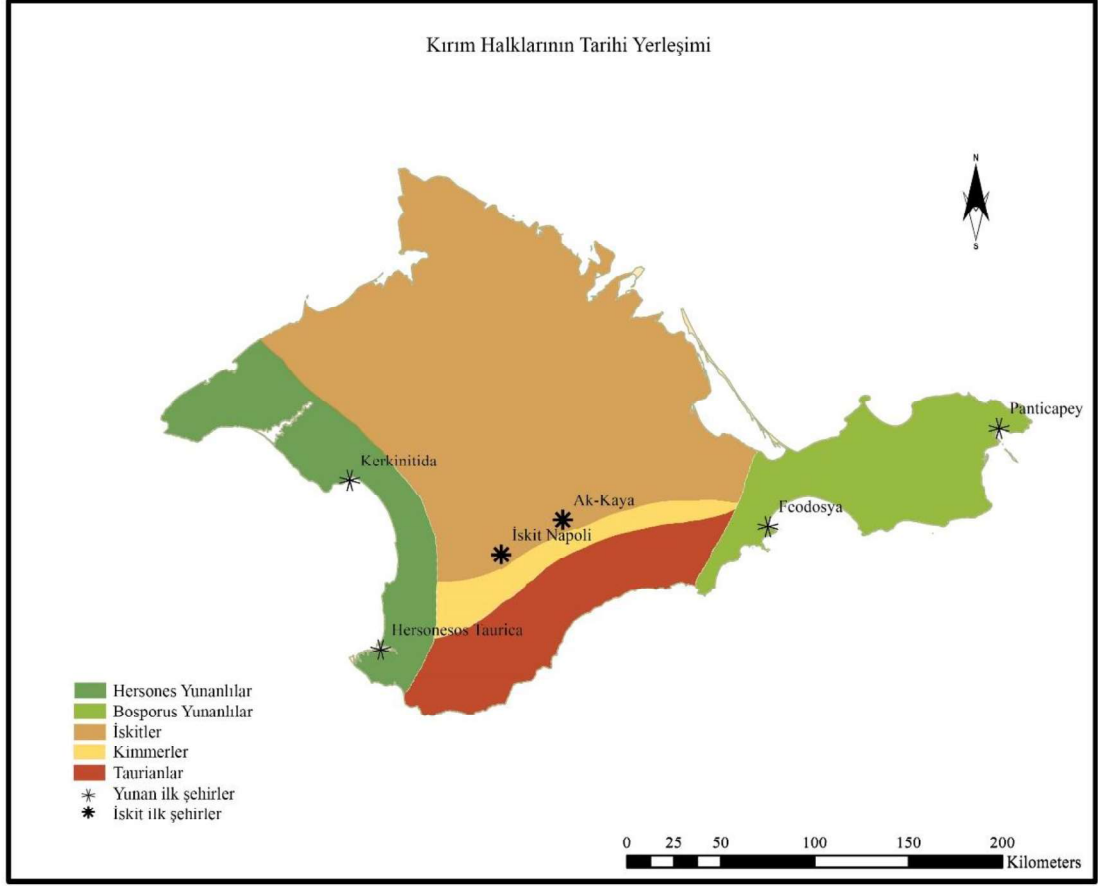 Kırım Halklarının Tarihi Yerleşimi
N
S
Panticapey
Kerkinitida
Ak-Kaya
Feodosya
İskit Napoli
Hersonesos Taurica
Hersones Yunanlılar
Bosporus Yunanlılar
İskitler
Kimmerler
Taurianlar
Yunan ilk şehirler
İskit ilk şehirler
0 25 50 100 150 200
Kilometers